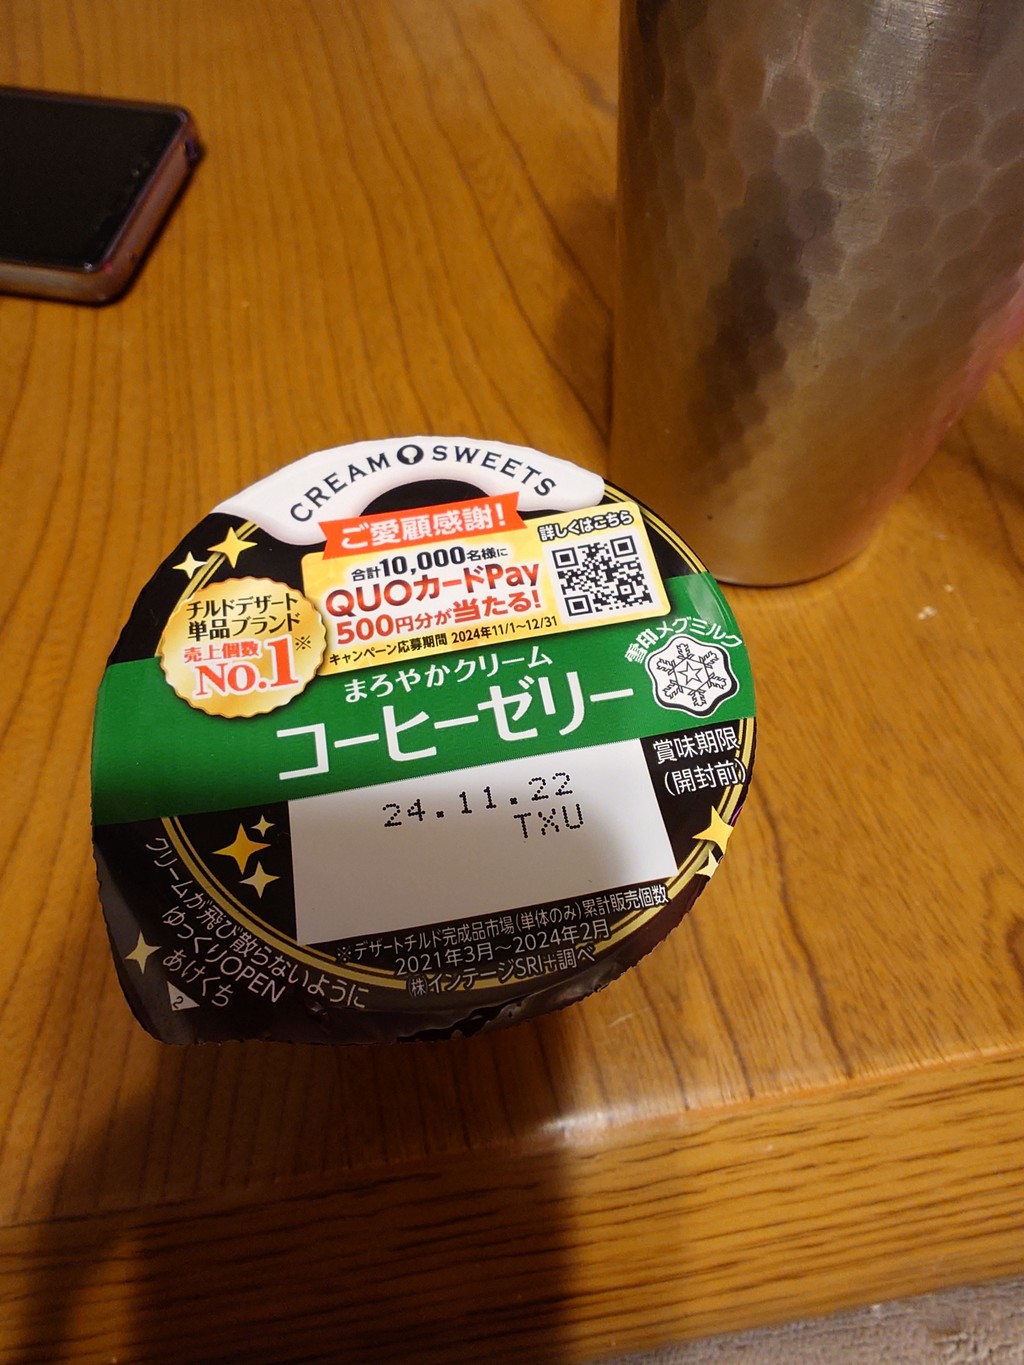 CREAM SWEETS
ご愛顧感謝!
合計10,000名様に
QUOカードPay
500円分が当たる!
キャンペーン応募期間 2024年11/1~12/31
詳しくはこちら
チルドデザート
単品ブランド
売上個数※
No.1
雪印メグミルク
まろやかクリーム
コーヒーゼリー
賞味期限
(開封前)
24.11.22
TXU
※デザートチルド完成品市場(単体のみ)累計販売個数
2021年3月~2024年2月
㈱インテージSRI+調べ
クリームが飛び散らないように
ゆっくりOPEN
あけくち
2